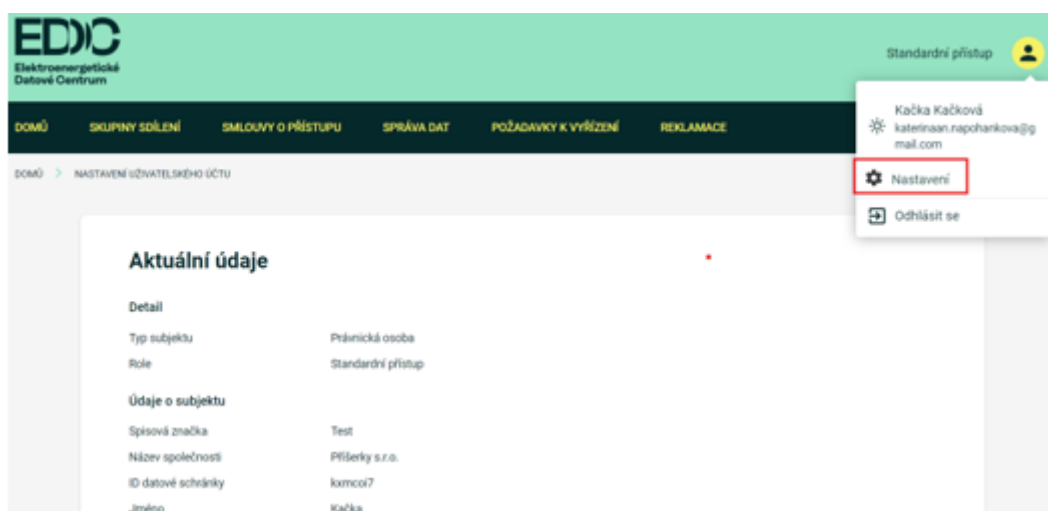 EDC
Elektroenergetické
Datové Centrum
Standardní přístup
DOMŮ SKUPINY SDÍLENÍ SMLOUVY O PŘÍSTUPU SPRÁVA DAT POŽADAVKY K VYŘÍZENÍ REKLAMACE
Kačka Kačková
katerinaan.napohankova@g
mail.com
Nastavení
Odhlásit se
DOMŮ > NASTAVENÍ UŽIVATELSKÉHO ÚČTU
Aktuální údaje
Detail
Typ subjektu Právnická osoba
Role Standardní přístup
Údaje o subjektu
Spisová značka Test
Název společnosti Příšerky s.r.o.
ID datové schránky kxmcoi7
Jméno Kačka